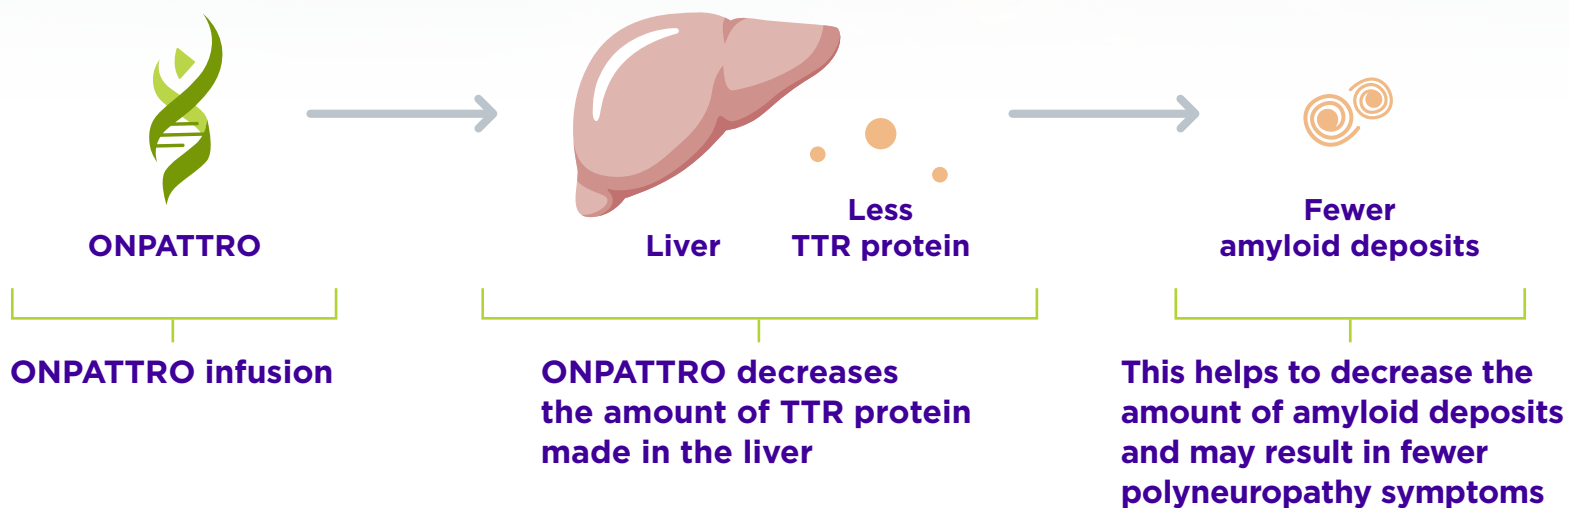 ONPATTRO
Liver
Less
TTR protein
Fewer
amyloid deposits
ONPATTRO infusion
ONPATTRO decreases
the amount of TTR protein
made in the liver
This helps to decrease the
amount of amyloid deposits
and may result in fewer
polyneuropathy symptoms